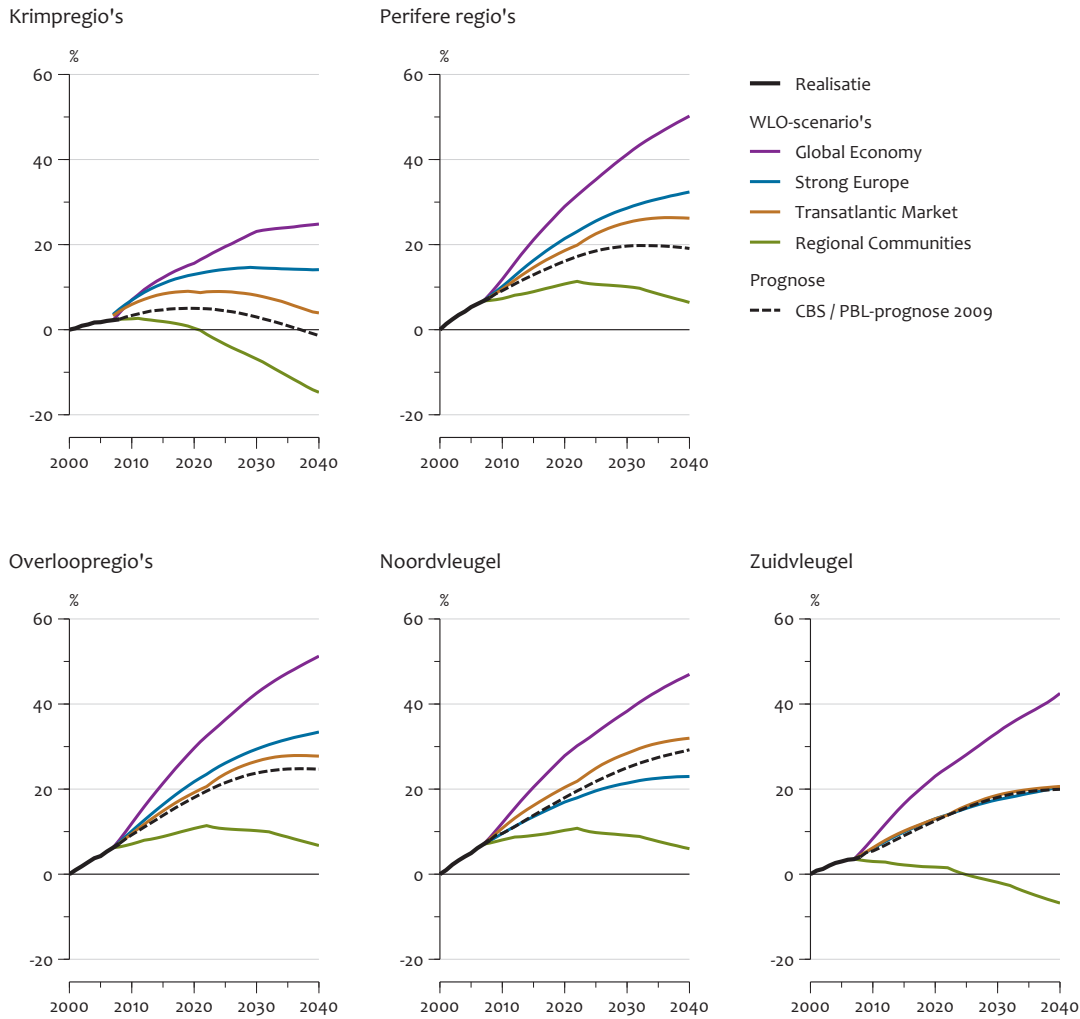 Krimpregio's
%
60
40
20
0
-20
2000 2010 2020 2030 2040
Perifere regio's
%
60
40
20
0
-20
2000 2010 2020 2030 2040
Realisatie
WLO-scenario's
Global Economy
Strong Europe
Transatlantic Market
Regional Communities
Prognose
CBS / PBL-prognose 2009
Overloopregio's
%
60
40
20
0
-20
2000 2010 2020 2030 2040
Noordvleugel
%
60
40
20
0
-20
2000 2010 2020 2030 2040
Zuidvleugel
%
60
40
20
0
-20
2000 2010 2020 2030 2040